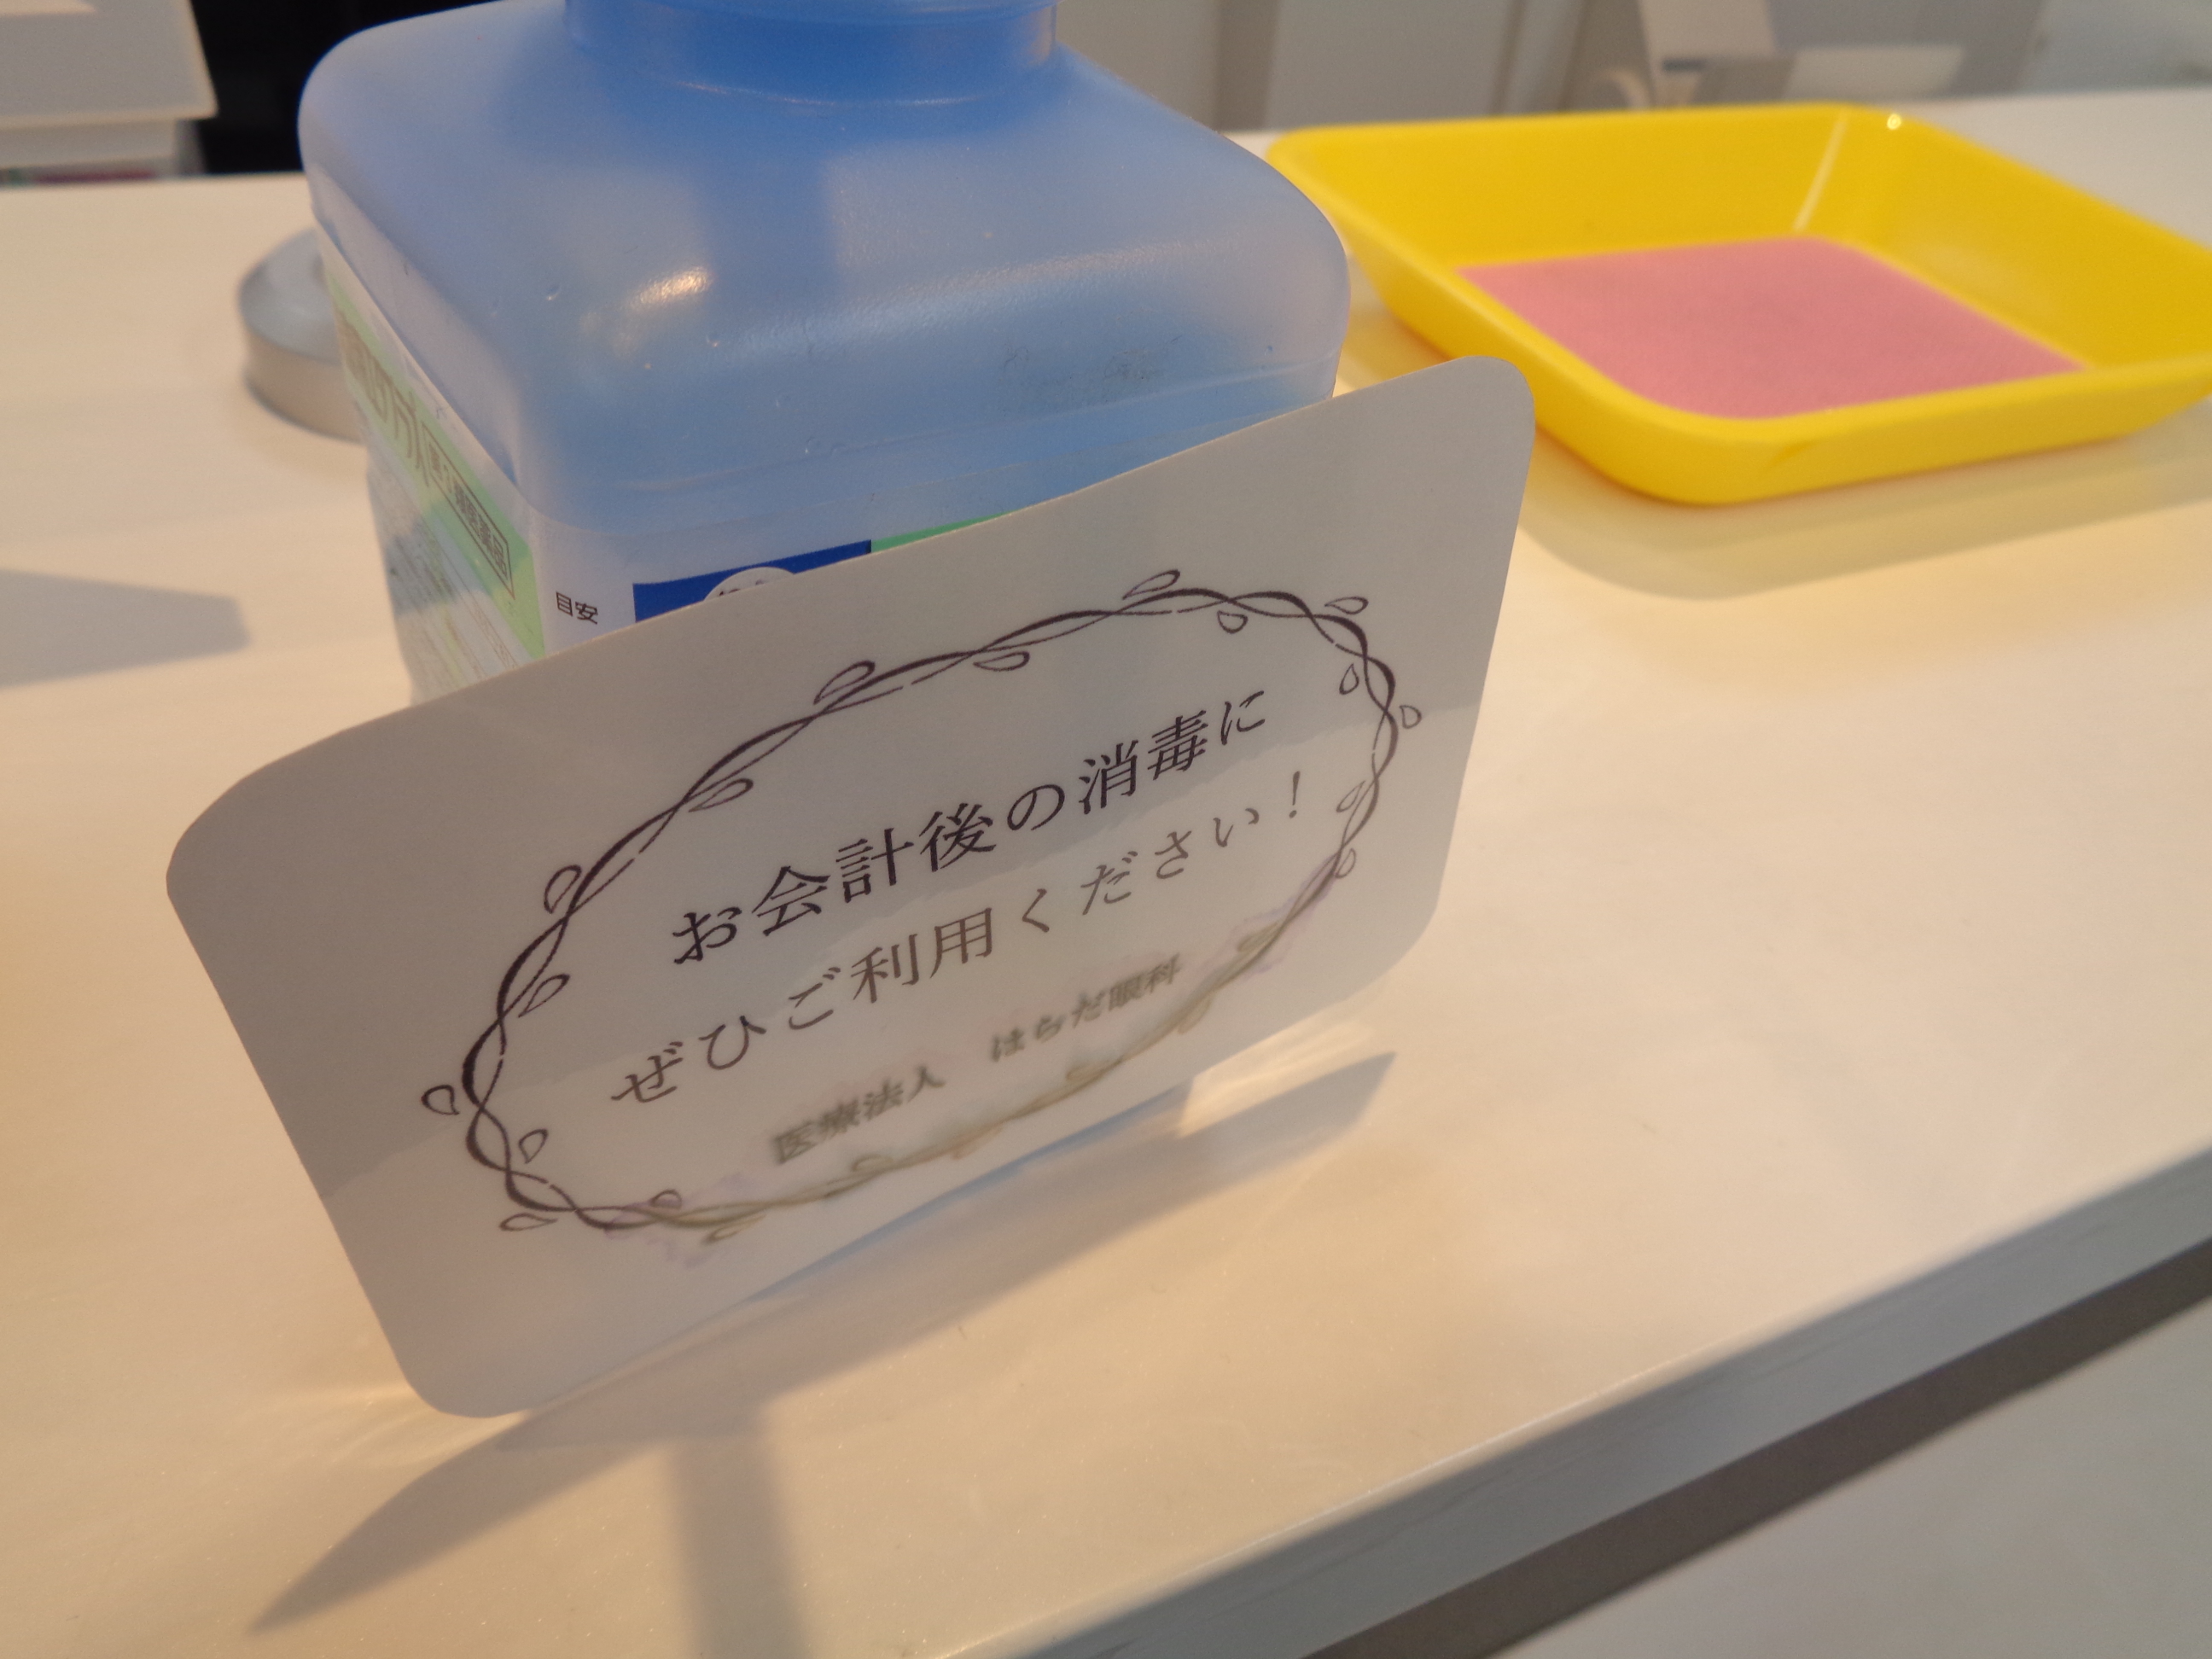 お会計後の消毒に
ぜひご利用ください！
医療法人　はらだ眼科
目安